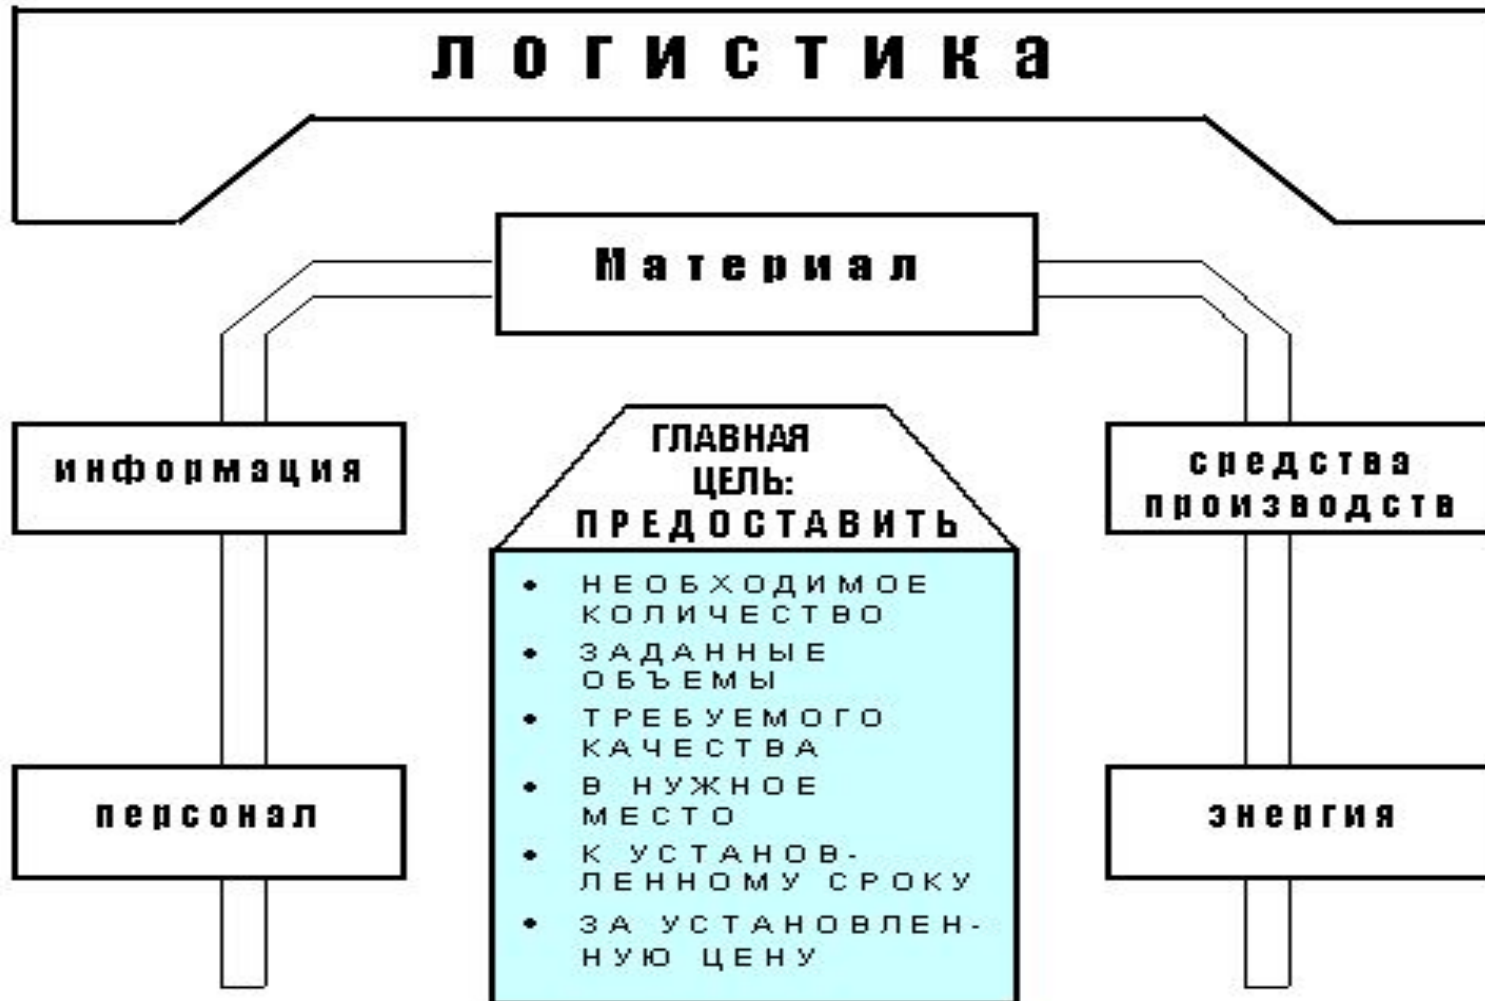 ЛОГИСТИКА
Материал
информация
средства
производств
ГЛАВНАЯ
ЦЕЛЬ:
ПРЕДОСТАВИТЬ
• НЕОБХОДИМОЕ
КОЛИЧЕСТВО
• ЗАДАННЫЕ
ОБЪЕМЫ
• ТРЕБУЕМОГО
КАЧЕСТВА
• В НУЖНОЕ
МЕСТО
• К УСТАНОВ-
ЛЕННОМУ СРОКУ
• ЗА УСТАНОВЛЕН-
НУЮ ЦЕНУ
персонал
энергия